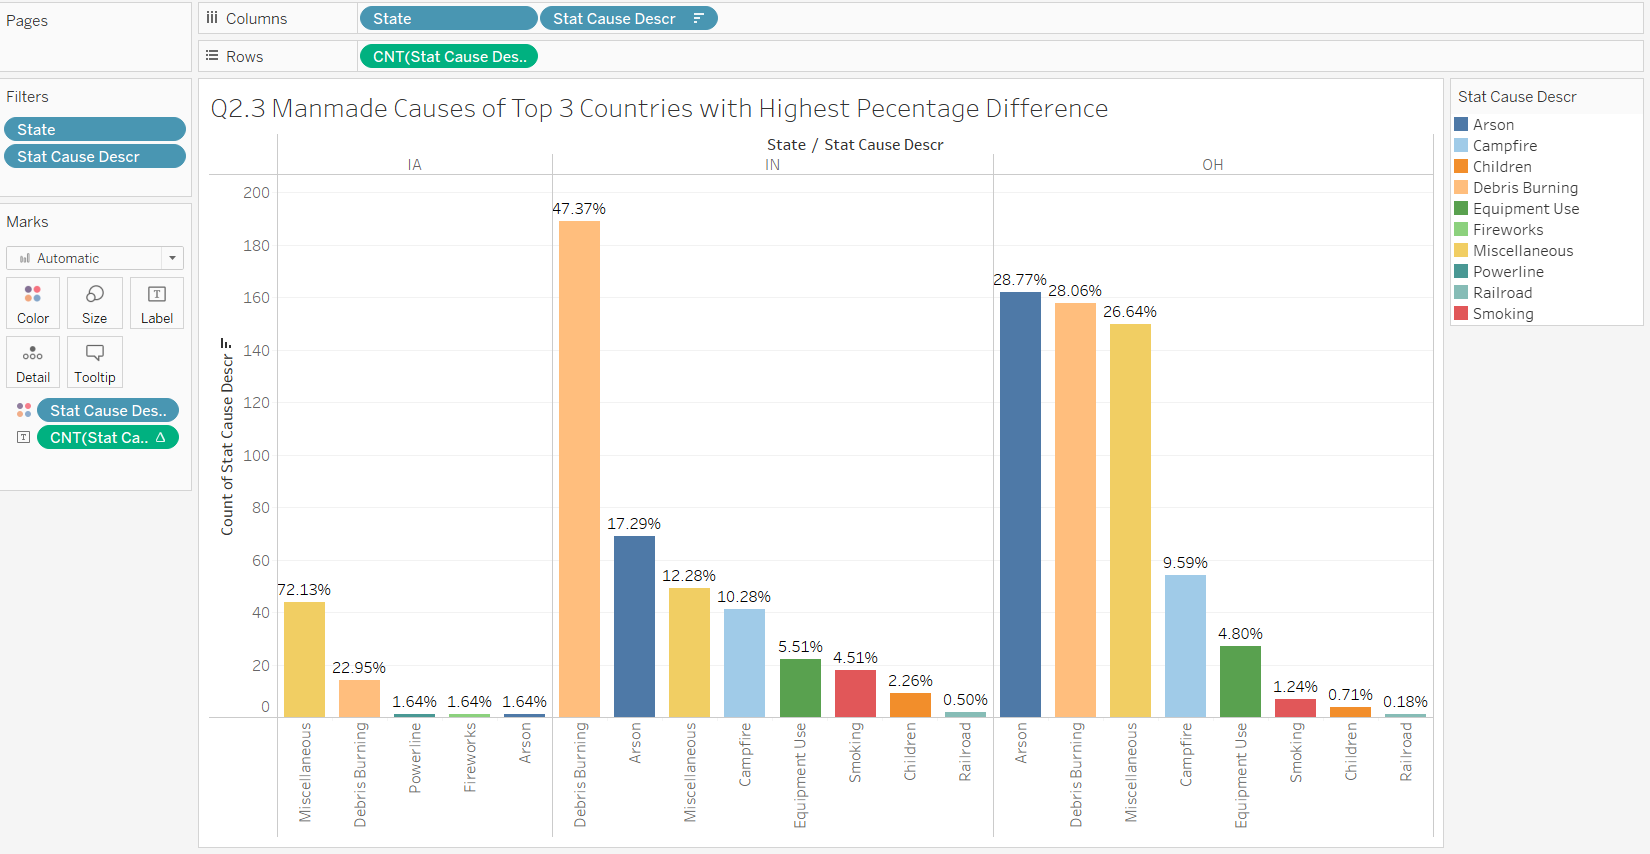 Pages
Columns
State
Stat Cause Descr
Rows
CNT(Stat Cause Des..
Filters
State
Stat Cause Descr
Marks
Automatic
Color
Size
Label
Detail
Tooltip
Stat Cause Des..
CNT(Stat Ca.. Δ
Q2.3 Manmade Causes of Top 3 Countries with Highest Pecentage Difference
State / Stat Cause Descr
IA
IN
OH
Count of Stat Cause Descr
200
180
160
140
120
100
80
60
40
20
0
72.13%
22.95%
1.64%
1.64%
1.64%
47.37%
17.29%
12.28%
10.28%
5.51%
4.51%
2.26%
0.50%
28.77%
28.06%
26.64%
9.59%
4.80%
1.24%
0.71%
0.18%
Miscellaneous
Debris Burning
Powerline
Fireworks
Arson
Debris Burning
Arson
Miscellaneous
Campfire
Equipment Use
Smoking
Children
Railroad
Arson
Debris Burning
Miscellaneous
Campfire
Equipment Use
Smoking
Children
Railroad
Stat Cause Descr
Arson
Campfire
Children
Debris Burning
Equipment Use
Fireworks
Miscellaneous
Powerline
Railroad
Smoking